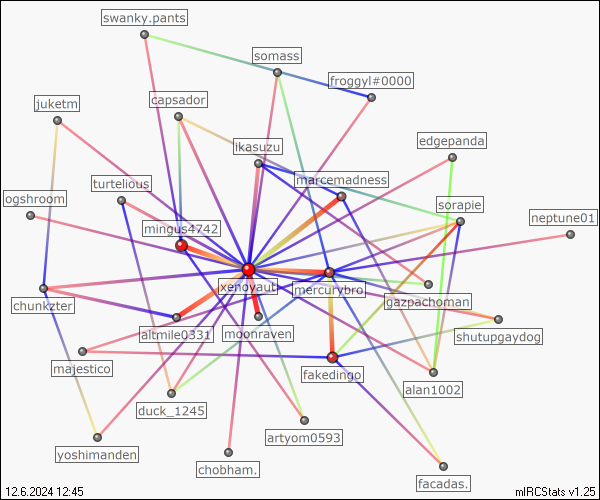 swanky.pants
somass
froggyl#0000
juketm
capsador
ikasuzu
edgepanda
marcemadness
turtelious
ogshroom
sorapie
neptune01
mingus4742
xenoyaut
mercurybro
gazpachoman
chunkzter
aitmile0331
moonraven
shutupgaydog
majestico
fakedingo
alan1002
duck_1245
artyom0593
yoshimanden
chobham.
facadas.
12.6.2024 12:45
mIRCStats v1.25